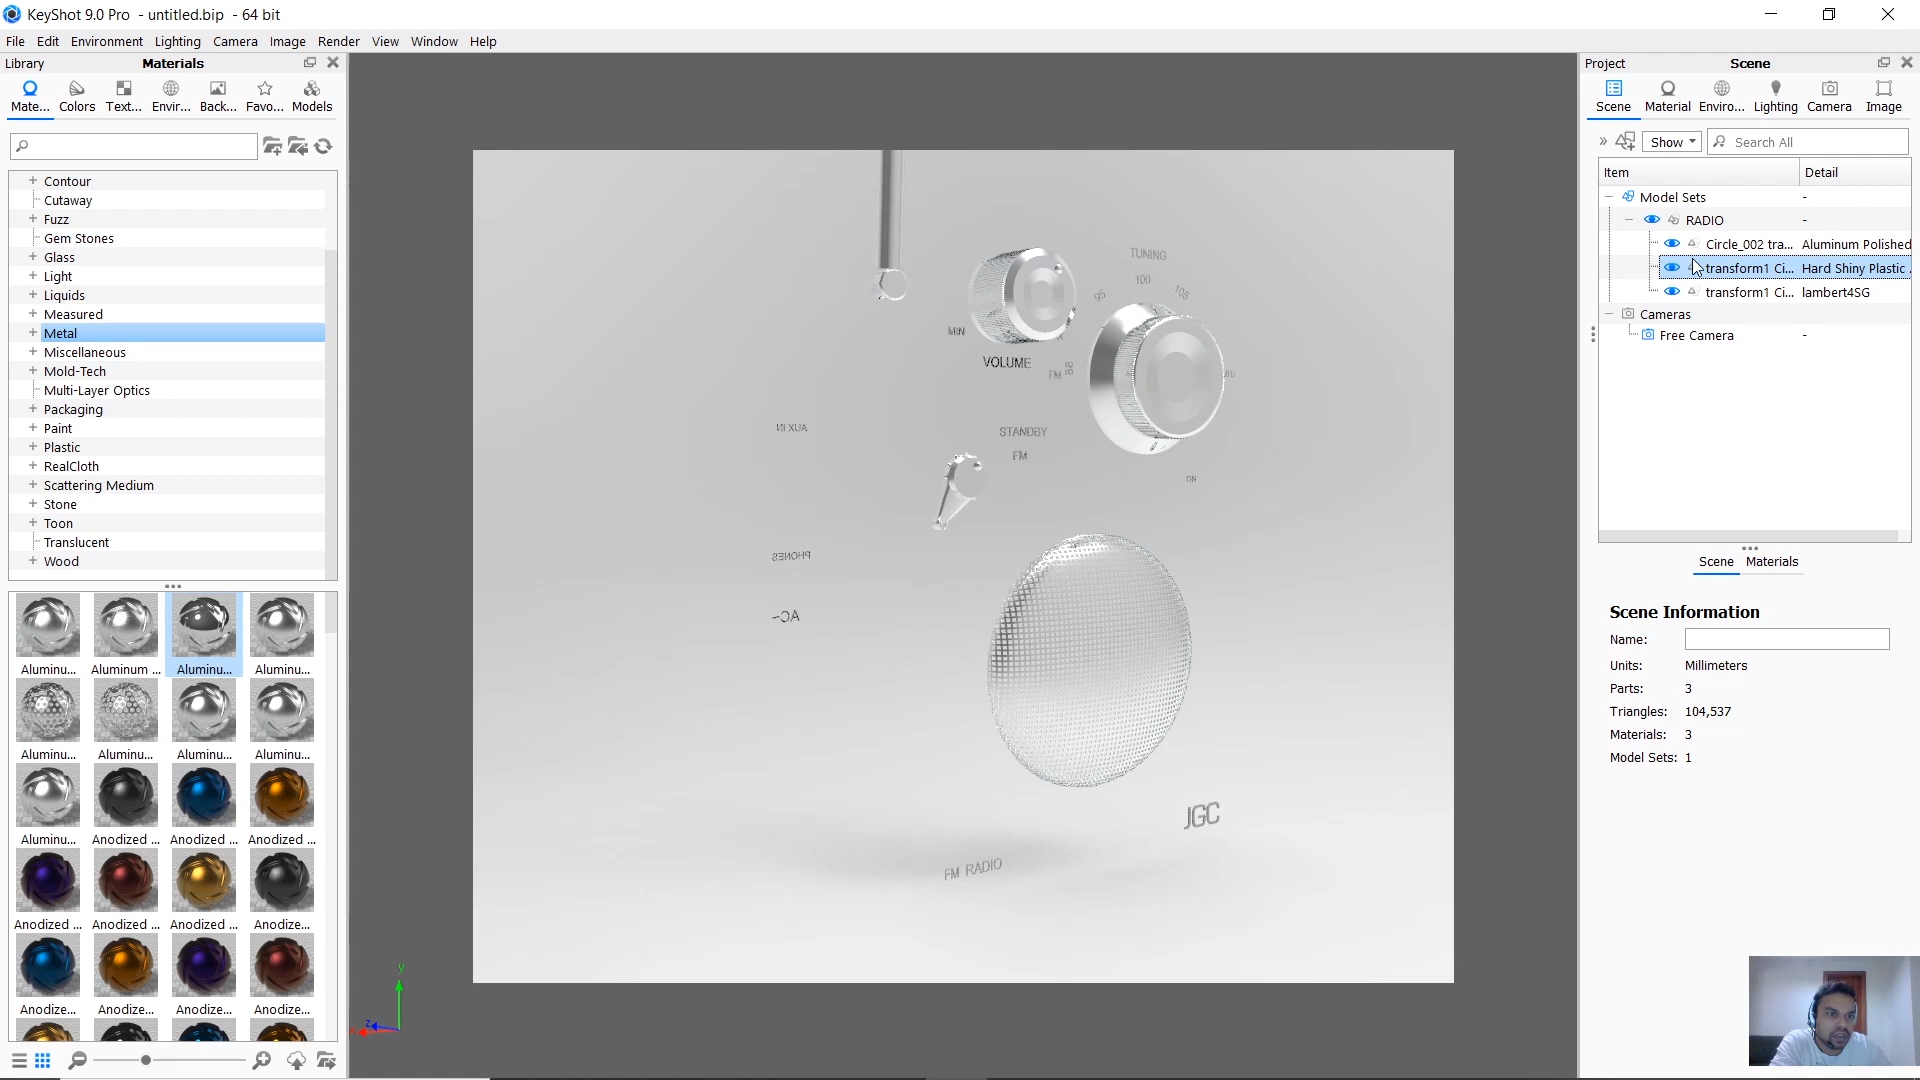 KeyShot 9.0 Pro - untitled.bip - 64 bit
File Edit Environment Lighting Camera Image Render View Window Help
Library Materials
Mate... Colors Text... Envir... Back... Favo... Models
Contour
Cutaway
Fuzz
Gem Stones
Glass
Light
Liquids
Measured
Metal
Miscellaneous
Mold-Tech
Multi-Layer Optics
Packaging
Paint
Plastic
RealCloth
Scattering Medium
Stone
Toon
Translucent
Wood
Aluminu... Aluminum ... Aluminu... Aluminu...
Aluminu... Aluminu... Aluminu... Aluminu...
Aluminu... Anodized ... Anodized ... Anodized ...
Anodized ... Anodized ... Anodized ... Anodize...
Anodize... Anodize... Anodize... Anodize...
TUNING
95 100 105
MIN
VOLUME
FM 88
AUX IN
STANDBY
FM
ON
PHONES
AC~
JGC
FM RADIO
y
z
x
Project Scene
Scene Material Enviro... Lighting Camera Image
Show Search All
Item Detail
Model Sets -
RADIO -
Circle_002 tra... Aluminum Polished
transform1 Ci... Hard Shiny Plastic
transform1 Ci... lambert4SG
Cameras
Free Camera -
Scene Materials
Scene Information
Name:
Units: Millimeters
Parts: 3
Triangles: 104,537
Materials: 3
Model Sets: 1